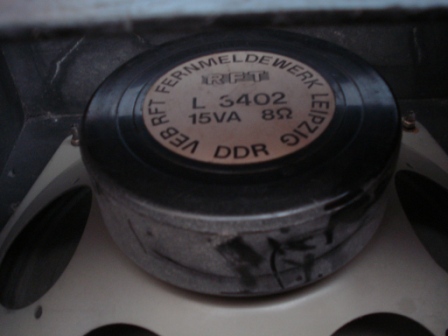 VEB RFT FERNMELDEWERK LEIPZIG
RFT
L 3402
15VA 8Ω
DDR